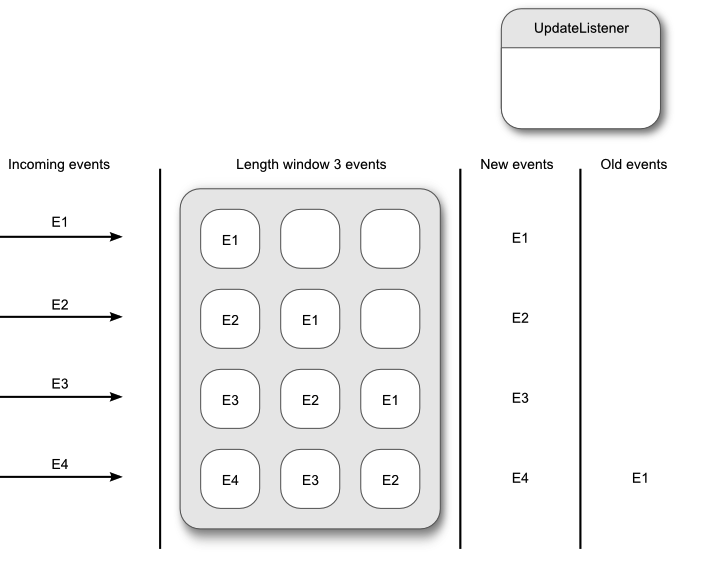 UpdateListener
Incoming events Length window 3 events New events Old events
E1
E1 E1
E2
E2 E1 E2
E3
E3 E2 E1 E3
E4
E4 E3 E2 E4 E1